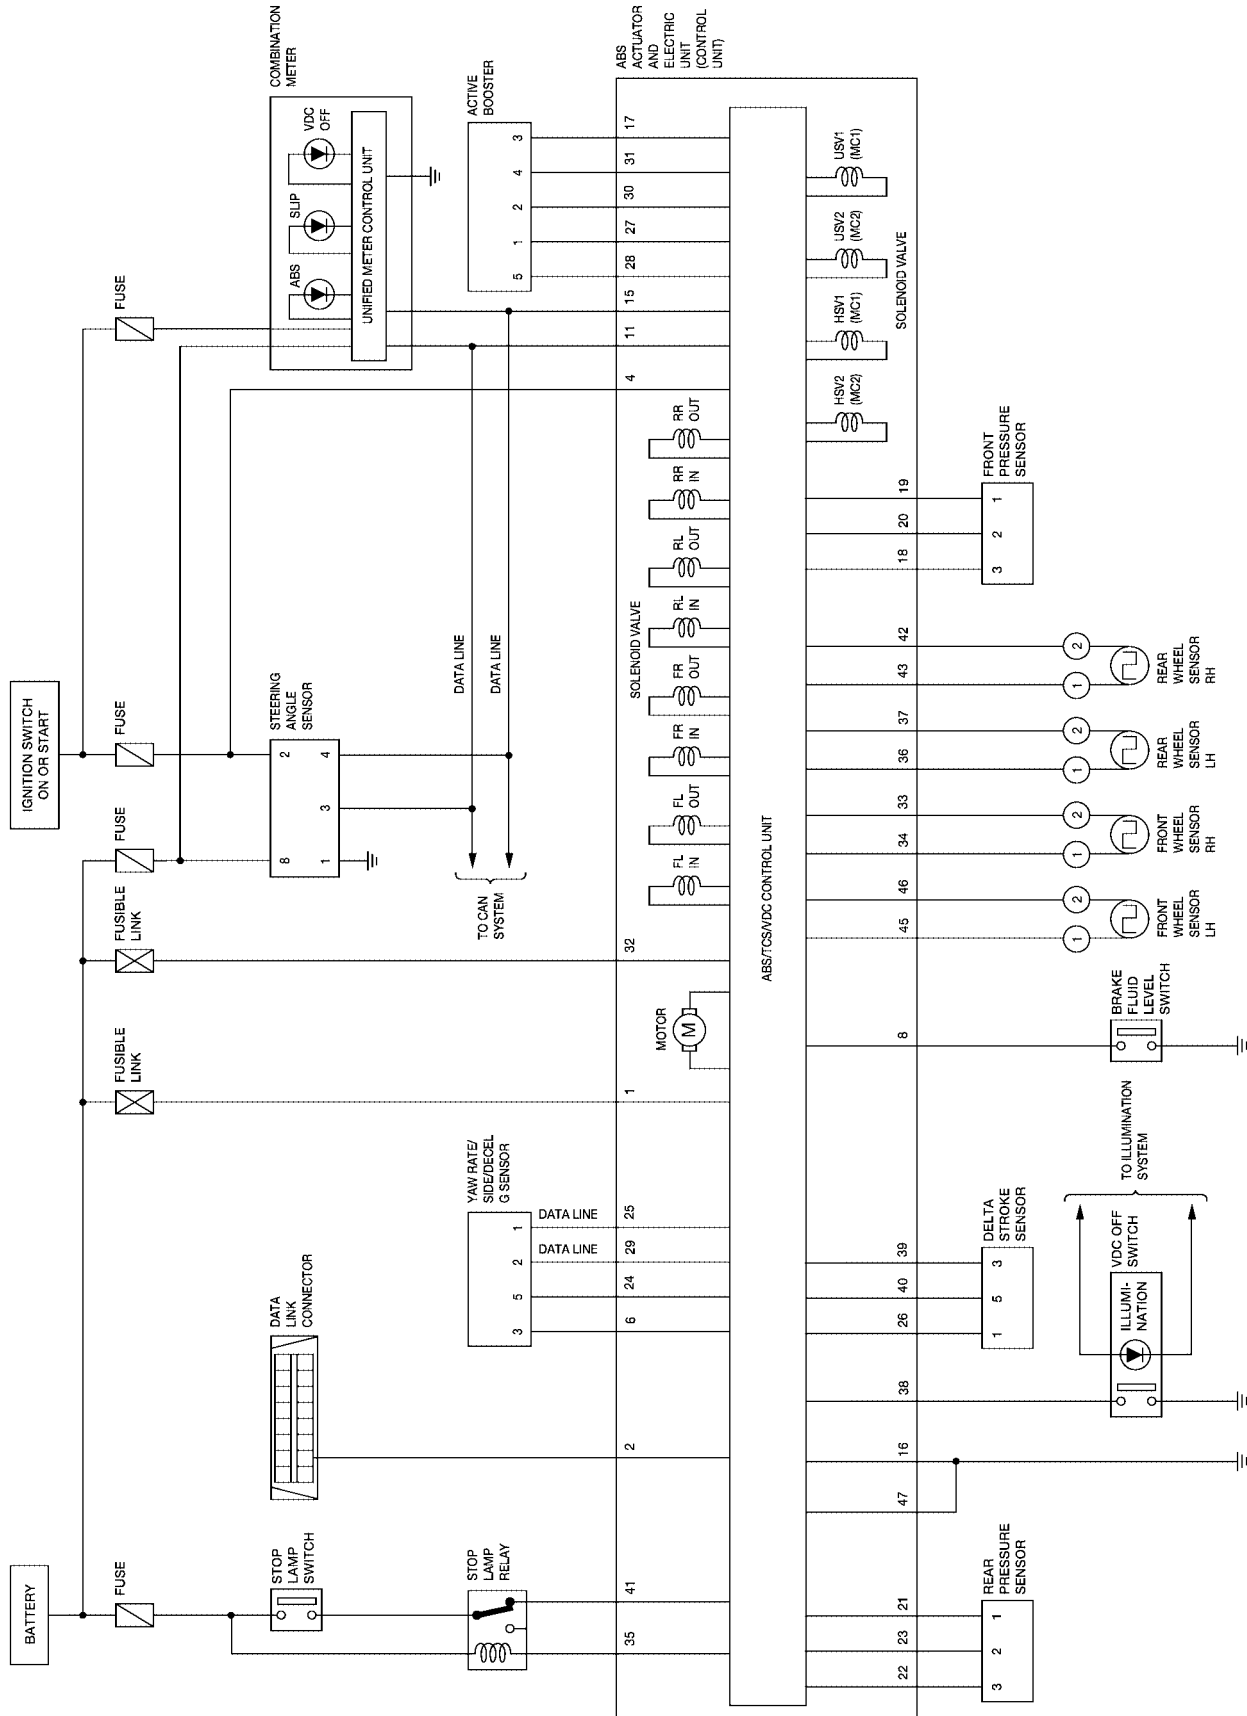 BATTERY
IGNITION SWITCH
ON OR START
FUSE
FUSIBLE
LINK
FUSIBLE
LINK
FUSE
FUSE
FUSE
STOP
LAMP
SWITCH
DATA
LINK
CONNECTOR
STEERING
ANGLE
SENSOR
8
2
1
3
4
COMBINATION
METER
ABS
SLIP
VDC
OFF
UNIFIED METER CONTROL UNIT
STOP
LAMP
RELAY
YAW RATE/
SIDE/DECEL
G SENSOR
3
5
2
1
DATA LINE
DATA LINE
TO CAN
SYSTEM
DATA LINE
DATA LINE
ACTIVE
BOOSTER
5
1
2
4
3
ABS
ACTUATOR
AND
ELECTRIC
UNIT
(CONTROL
UNIT)
35
41
2
6
24
29
25
1
32
4
11
15
28
27
30
31
17
MOTOR
M
SOLENOID VALVE
FL
IN
FL
OUT
FR
IN
FR
OUT
RL
IN
RL
OUT
RR
IN
RR
OUT
ABS/TCS/VDC CONTROL UNIT
HSV2
(MC2)
HSV1
(MC1)
USV2
(MC2)
USV1
(MC1)
SOLENOID VALVE
22
23
21
47
16
38
26
40
39
8
45
46
34
33
36
37
43
42
18
20
19
3
2
1
REAR
PRESSURE
SENSOR
1
5
3
DELTA
STROKE
SENSOR
3
2
1
FRONT
PRESSURE
SENSOR
ILLUMI-
NATION
VDC OFF
SWITCH
TO ILLUMINATION
SYSTEM
BRAKE
FLUID
LEVEL
SWITCH
1
2
FRONT
WHEEL
SENSOR
LH
1
2
FRONT
WHEEL
SENSOR
RH
1
2
REAR
WHEEL
SENSOR
LH
1
2
REAR
WHEEL
SENSOR
RH